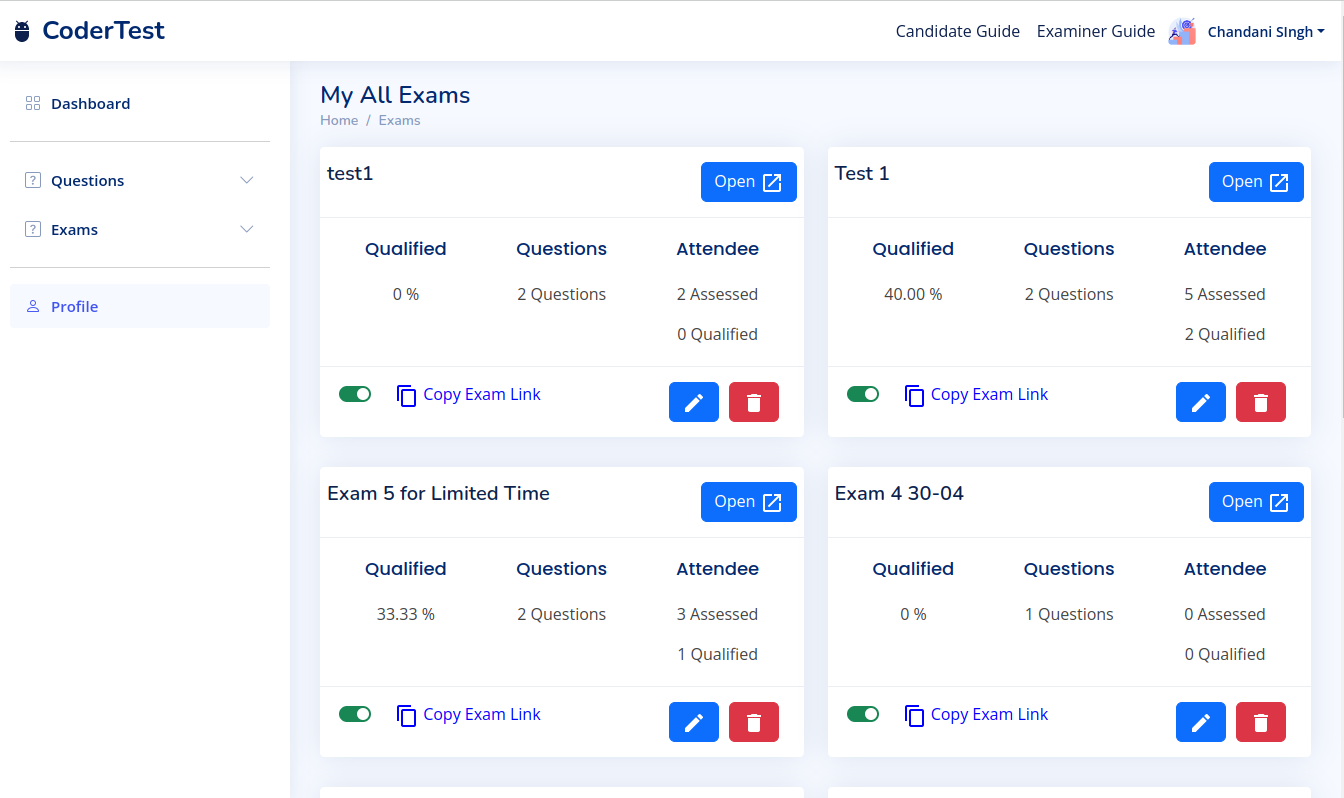 CoderTest
Candidate Guide Examiner Guide Chandani SIngh
Dashboard
? Questions
? Exams
Profile
My All Exams
Home / Exams
test1
Open
Qualified Questions Attendee
0 % 2 Questions 2 Assessed
0 Qualified
Copy Exam Link
Test 1
Open
Qualified Questions Attendee
40.00 % 2 Questions 5 Assessed
2 Qualified
Copy Exam Link
Exam 5 for Limited Time
Open
Qualified Questions Attendee
33.33 % 2 Questions 3 Assessed
1 Qualified
Copy Exam Link
Exam 4 30-04
Open
Qualified Questions Attendee
0 % 1 Questions 0 Assessed
0 Qualified
Copy Exam Link